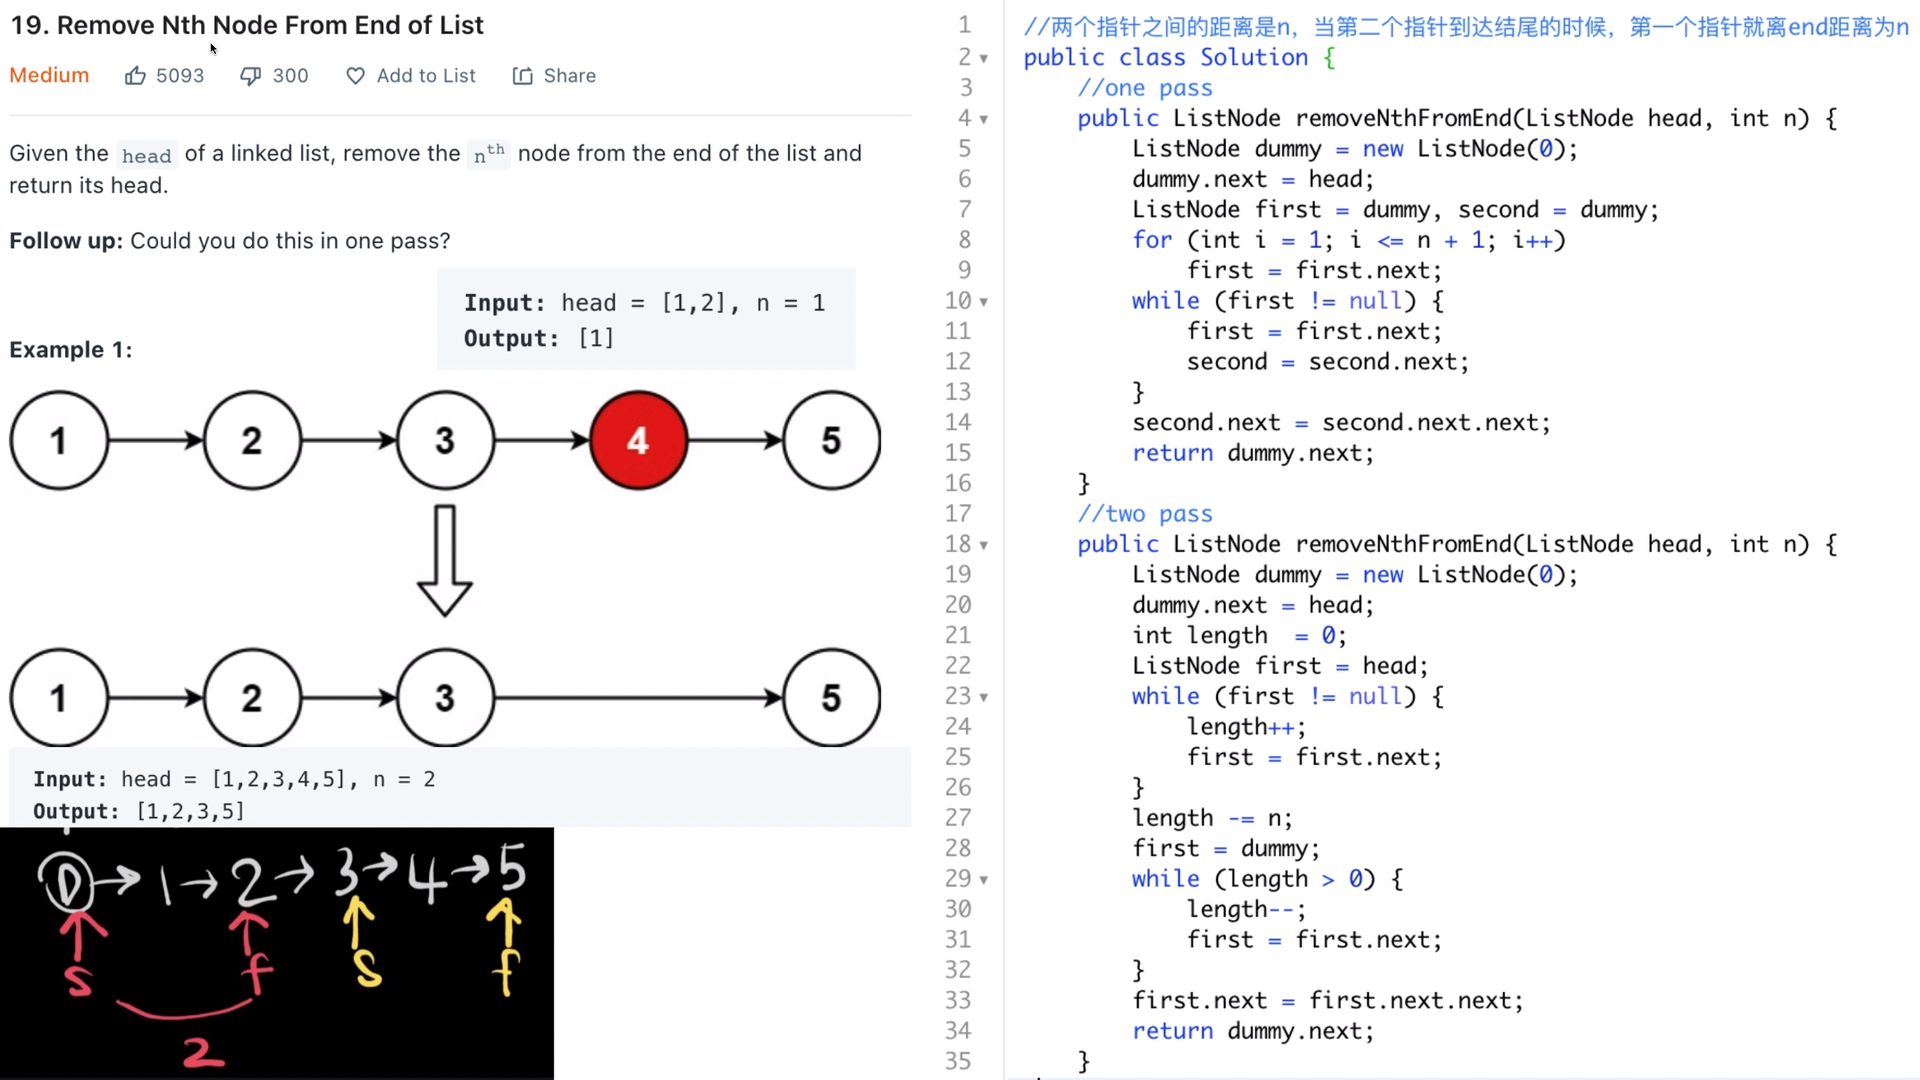 19. Remove Nth Node From End of List
Medium 5093 300 Add to List Share
Given the head of a linked list, remove the nth node from the end of the list and
return its head.
Follow up: Could you do this in one pass?
Input: head = [1,2], n = 1
Output: [1]
Example 1:
1 2 3 4 5
1 2 3 5
Input: head = [1,2,3,4,5], n = 2
Output: [1,2,3,5]
D→1→2→3→4→5
s f s f
2
1 //两个指针之间的距离是n，当第二个指针到达结尾的时候，第一个指针就离end距离为n
2 public class Solution {
3 //one pass
4 public ListNode removeNthFromEnd(ListNode head, int n) {
5 ListNode dummy = new ListNode(0);
6 dummy.next = head;
7 ListNode first = dummy, second = dummy;
8 for (int i = 1; i <= n + 1; i++)
9 first = first.next;
10 while (first != null) {
11 first = first.next;
12 second = second.next;
13 }
14 second.next = second.next.next;
15 return dummy.next;
16 }
17 //two pass
18 public ListNode removeNthFromEnd(ListNode head, int n) {
19 ListNode dummy = new ListNode(0);
20 dummy.next = head;
21 int length  = 0;
22 ListNode first = head;
23 while (first != null) {
24 length++;
25 first = first.next;
26 }
27 length -= n;
28 first = dummy;
29 while (length > 0) {
30 length--;
31 first = first.next;
32 }
33 first.next = first.next.next;
34 return dummy.next;
35 }